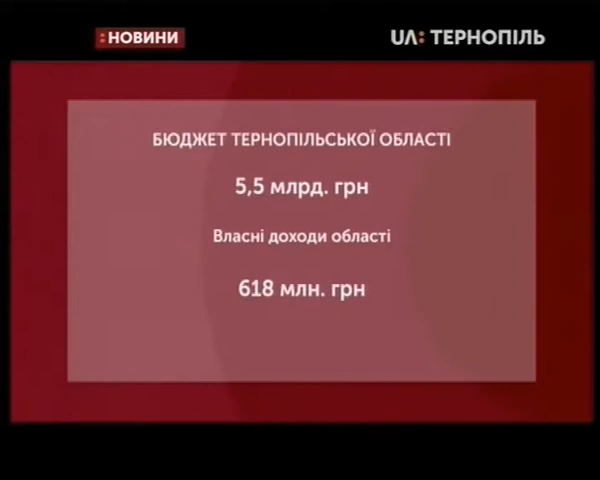 :НОВИНИ
UA: ТЕРНОПІЛЬ
БЮДЖЕТ ТЕРНОПІЛЬСЬКОЇ ОБЛАСТІ
5,5 млрд. грн
Власні доходи області
618 млн. грн